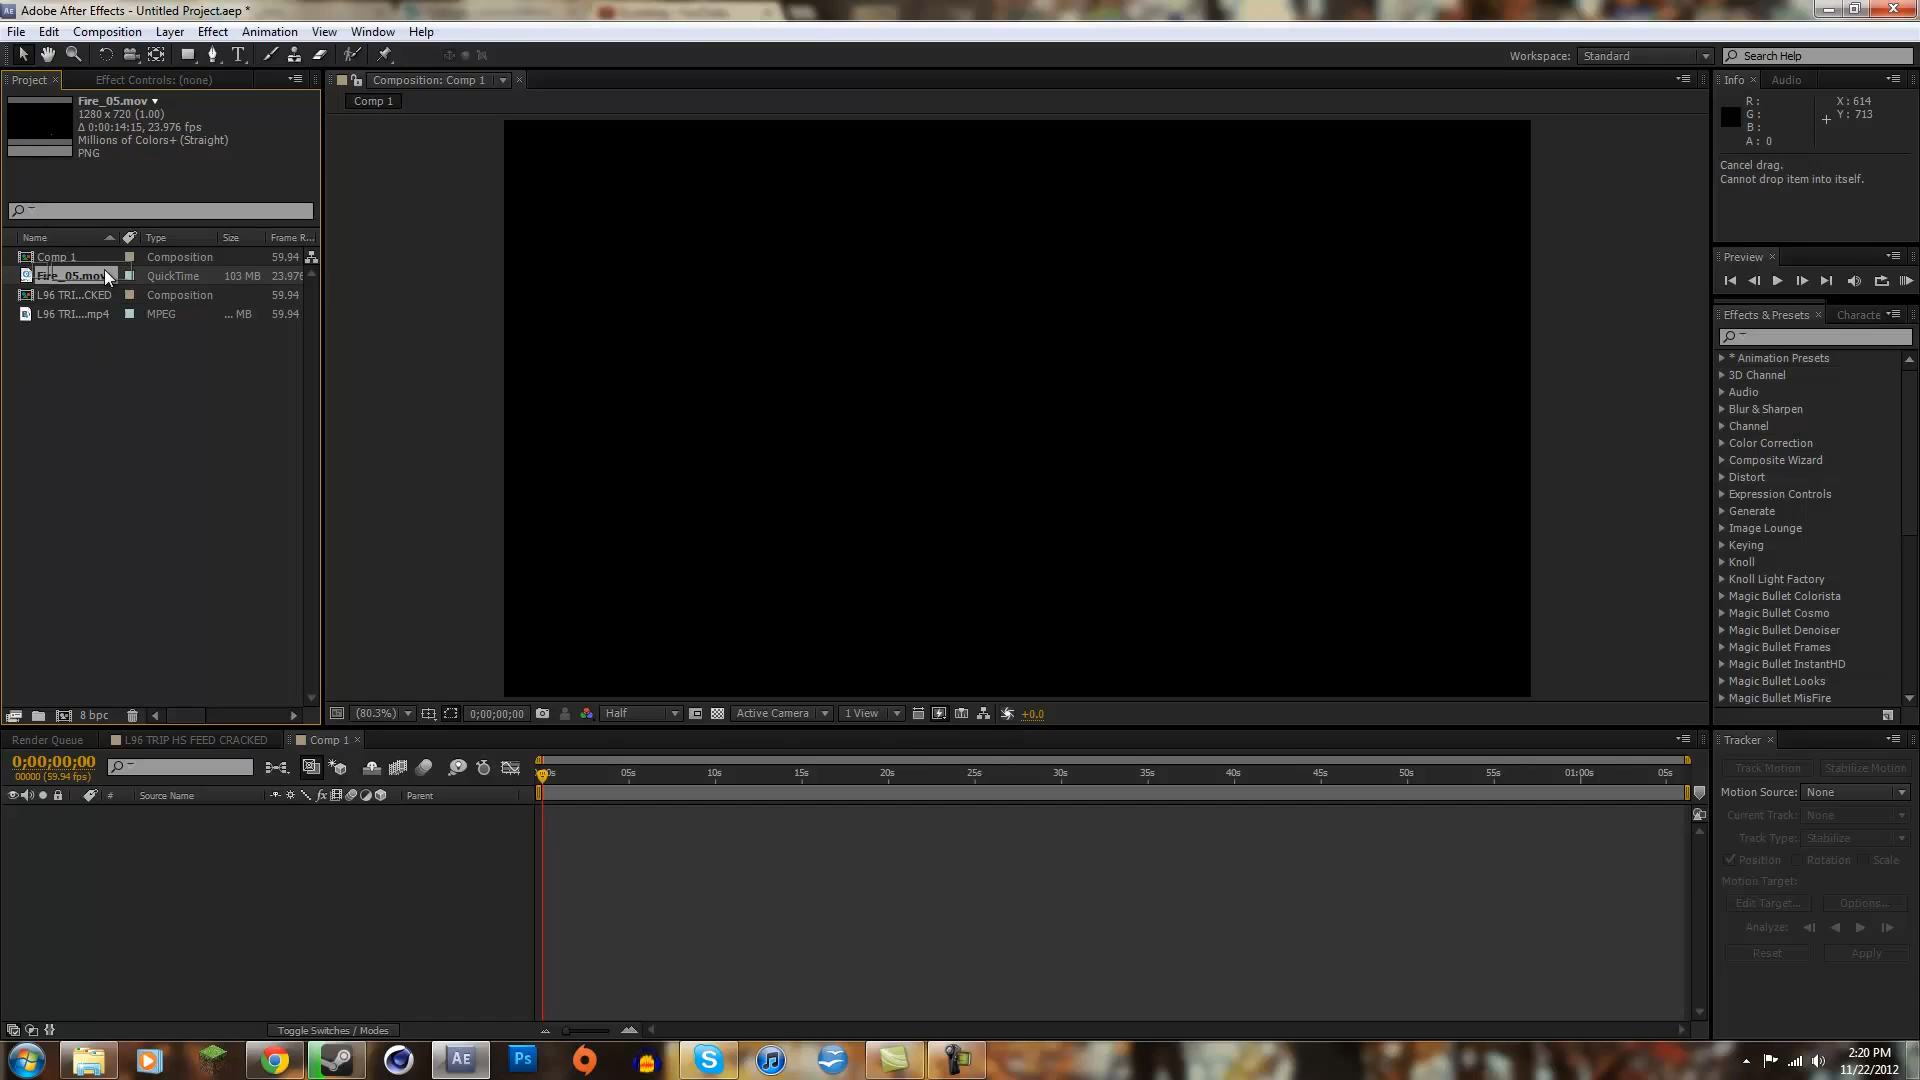 Adobe After Effects - Untitled Project.aep *
File Edit Composition Layer Effect Animation View Window Help
Workspace: Standard Search Help
Project Effect Controls: (none) Composition: Comp 1 Info Audio
Fire_05.mov
1280 x 720 (1.00)
Δ 0:00:14:15, 23.976 fps
Millions of Colors+ (Straight)
PNG
Comp 1
R: X: 614
G: Y: 713
B:
A: 0
Cancel drag.
Cannot drop item into itself.
Name Type Size Frame R...
Comp 1 Composition 59.94
Fire_05.mov QuickTime 103 MB 23.976
L96 TRI...CKED Composition 59.94
L96 TRI....mp4 MPEG ... MB 59.94
Preview
Effects & Presets Characte
* Animation Presets
3D Channel
Audio
Blur & Sharpen
Channel
Color Correction
Composite Wizard
Distort
Expression Controls
Generate
Image Lounge
Keying
Knoll
Knoll Light Factory
Magic Bullet Colorista
Magic Bullet Cosmo
Magic Bullet Denoiser
Magic Bullet Frames
Magic Bullet InstantHD
Magic Bullet Looks
Magic Bullet MisFire
8 bpc
(80.3%) 0;00;00;00 Half Active Camera 1 View +0.0
Render Queue L96 TRIP HS FEED CRACKED Comp 1
0;00;00;00
00000 (59.94 fps)
05s 10s 15s 20s 25s 30s 35s 40s 45s 50s 55s 01:00s 05s
# Source Name fx Parent
Toggle Switches / Modes
Tracker
Track Motion Stabilize Motion
Motion Source: None
Current Track: None
Track Type: Stabilize
Position Rotation Scale
Motion Target:
Edit Target... Options...
Analyze:
Reset Apply
AE Ps
2:20 PM
11/22/2012